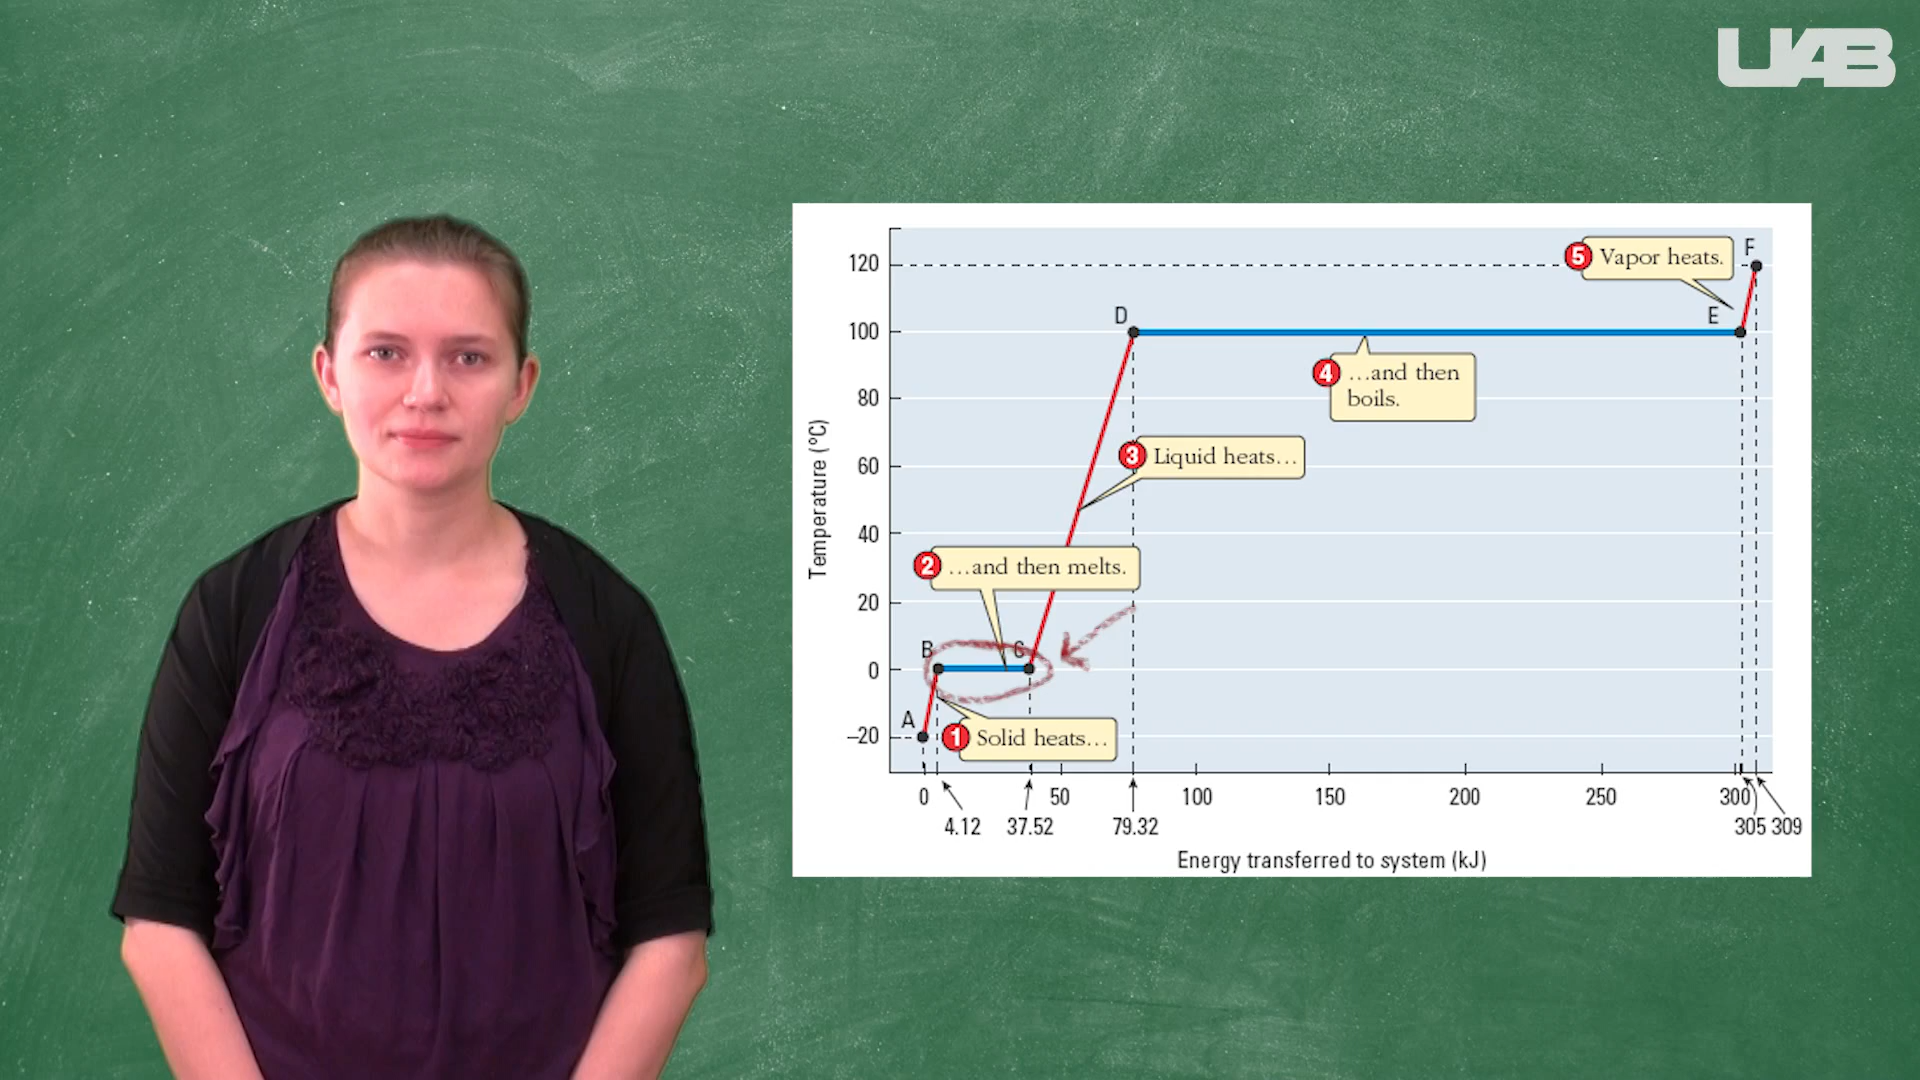 UAB
5 Vapor heats.
F
120
D
E
100
4 ...and then
boils.
80
3 Liquid heats...
60
Temperature (°C)
40
2 ...and then melts.
20
B
C
0
A
1 Solid heats...
–20
0
50
100
150
200
250
300
4.12
37.52
79.32
305
309
Energy transferred to system (kJ)